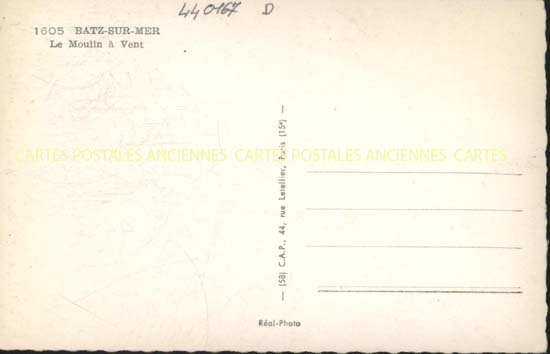 440167 D
1605 BATZ-SUR-MER
Le Moulin à Vent
CARTES POSTALES ANCIENNES CARTES POSTALES ANCIENNES CARTES
— (58) C.A.P., 44, rue Letellier, Paris (15e) —
Réal-Photo